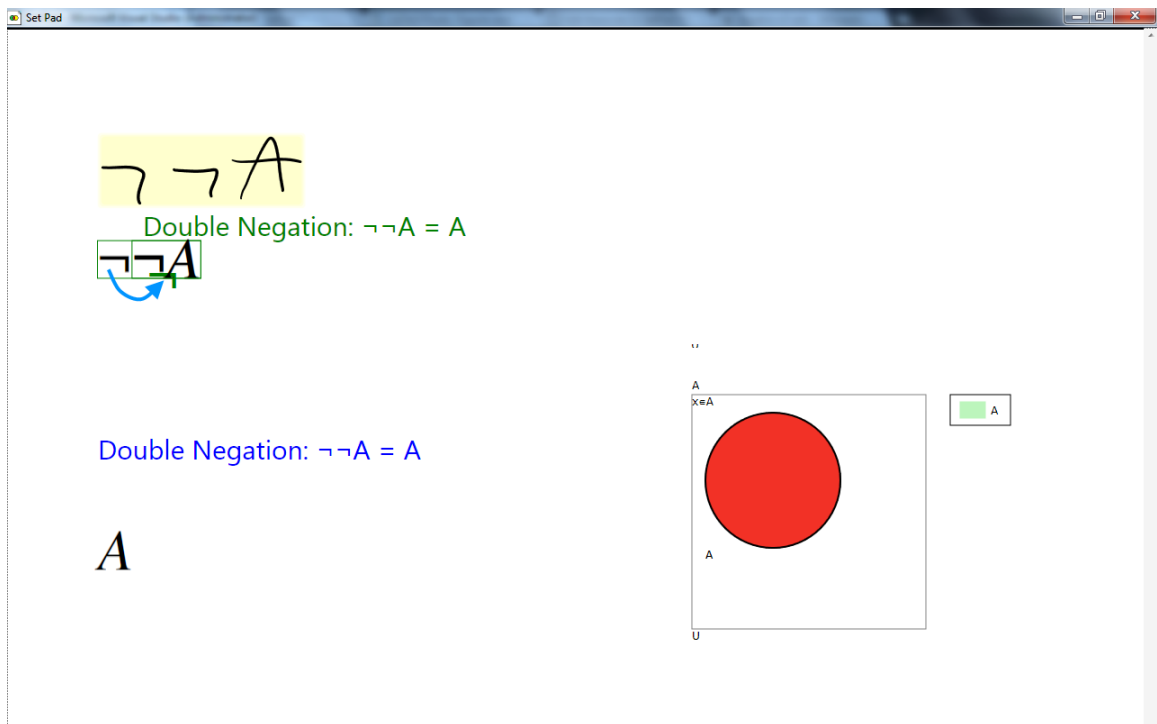 Set Pad
¬¬A
Double Negation: ¬¬A = A
¬¬A
¬
Double Negation: ¬¬A = A
A
A
x∈A
A
U
A